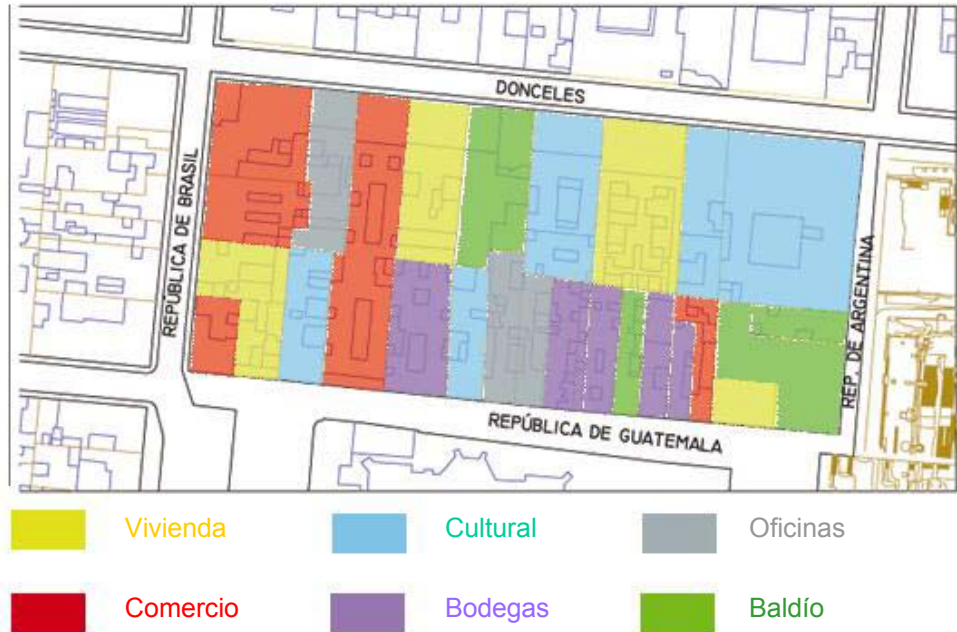 DONCELES
REPÚBLICA DE BRASIL
REP. DE ARGENTINA
REPÚBLICA DE GUATEMALA
Vivienda
Cultural
Oficinas
Comercio
Bodegas
Baldío